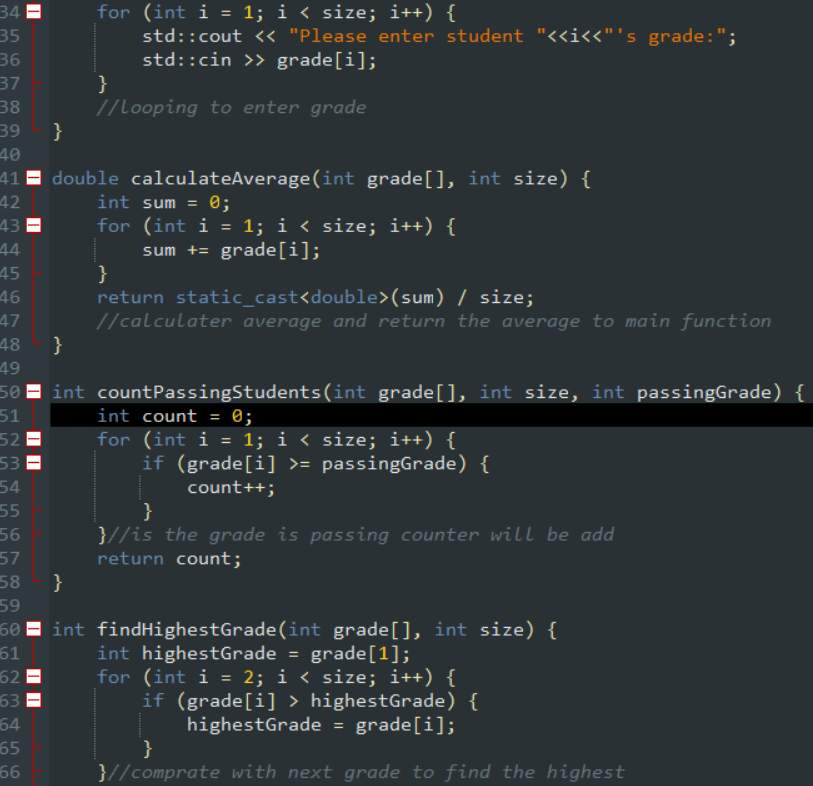 34 for (int i = 1; i < size; i++) {
35 std::cout << "Please enter student "<<i<<"'s grade:";
36 std::cin >> grade[i];
37 }
38 //looping to enter grade
39 }
40
41 double calculateAverage(int grade[], int size) {
42 int sum = 0;
43 for (int i = 1; i < size; i++) {
44 sum += grade[i];
45 }
46 return static_cast<double>(sum) / size;
47 //calculater average and return the average to main function
48 }
49
50 int countPassingStudents(int grade[], int size, int passingGrade) {
51 int count = 0;
52 for (int i = 1; i < size; i++) {
53 if (grade[i] >= passingGrade) {
54 count++;
55 }
56 }//is the grade is passing counter will be add
57 return count;
58 }
59
60 int findHighestGrade(int grade[], int size) {
61 int highestGrade = grade[1];
62 for (int i = 2; i < size; i++) {
63 if (grade[i] > highestGrade) {
64 highestGrade = grade[i];
65 }
66 }//comprate with next grade to find the highest